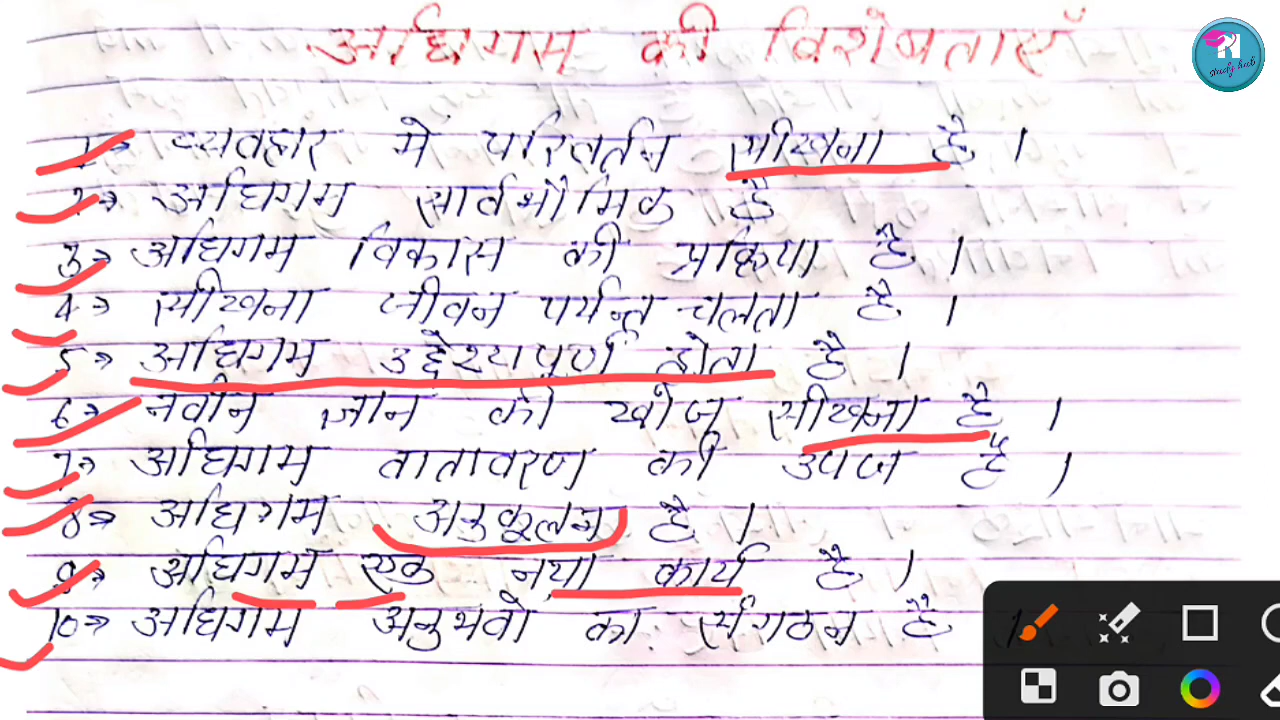 अधिगम की विशेषताएँ
Study hub
1→ व्यवहार में परिवर्तन सीखना है ।
2→ अधिगम सार्वभौमिक है
3→ अधिगम विकास की प्रक्रिया है ।
4→ सीखना जीवन पर्यन्त चलता है ।
5→ अधिगम उद्देश्यपूर्ण होता है ।
6→ नवीन ज्ञान की खोज सीखना है ।
7→ अधिगम वातावरण की उपज है ।
8→ अधिगम अनुकूलन है ।
9→ अधिगम एक नया कार्य है ।
10→ अधिगम अनुभवों का संगठन है ।